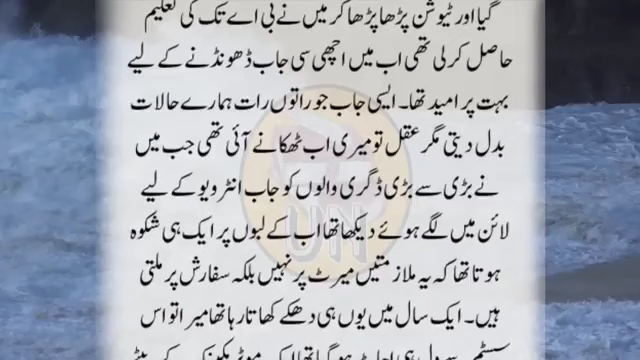 گیا اور ٹیوشن پڑھا پڑھا کر میں نے بی اے تک کی تعلیم
حاصل کر لی تھی اب میں اچھی سی جاب ڈھونڈنے کے لیے
بہت پر امید تھا۔ ایسی جاب جو راتوں رات ہمارے حالات
بدل دیتی مگر عقل تو میری اب ٹھکانے آئی تھی جب میں
نے بڑی سے بڑی ڈگری والوں کو جاب انٹرویو کے لیے
لائن میں لگے ہوئے دیکھا تھا اب کے لبوں پر ایک ہی شکوہ
ہوتا تھا کہ یہ ملازمتیں میرٹ پر نہیں بلکہ سفارش پر ملتی
ہیں۔ ایک سال میں یوں ہی دھکے کھاتا رہا تھا میرا تو اس
UN